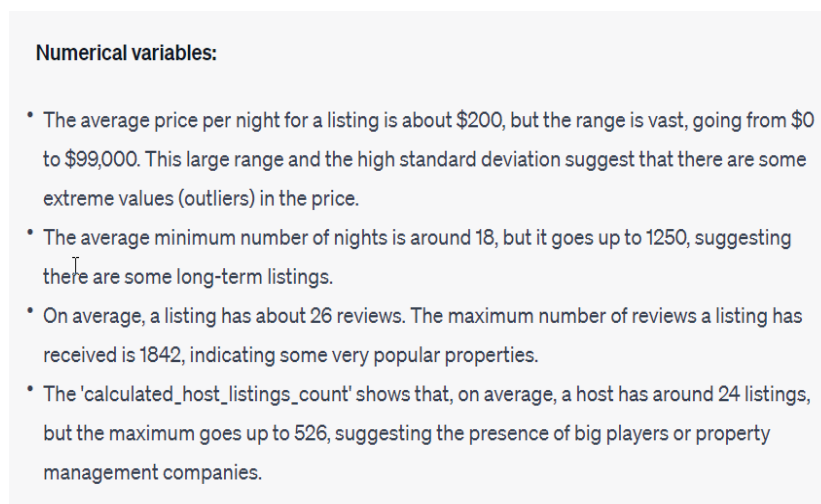 Numerical variables:
• The average price per night for a listing is about $200, but the range is vast, going from $0
to $99,000. This large range and the high standard deviation suggest that there are some
extreme values (outliers) in the price.
• The average minimum number of nights is around 18, but it goes up to 1250, suggesting
there are some long-term listings.
• On average, a listing has about 26 reviews. The maximum number of reviews a listing has
received is 1842, indicating some very popular properties.
• The 'calculated_host_listings_count' shows that, on average, a host has around 24 listings,
but the maximum goes up to 526, suggesting the presence of big players or property
management companies.